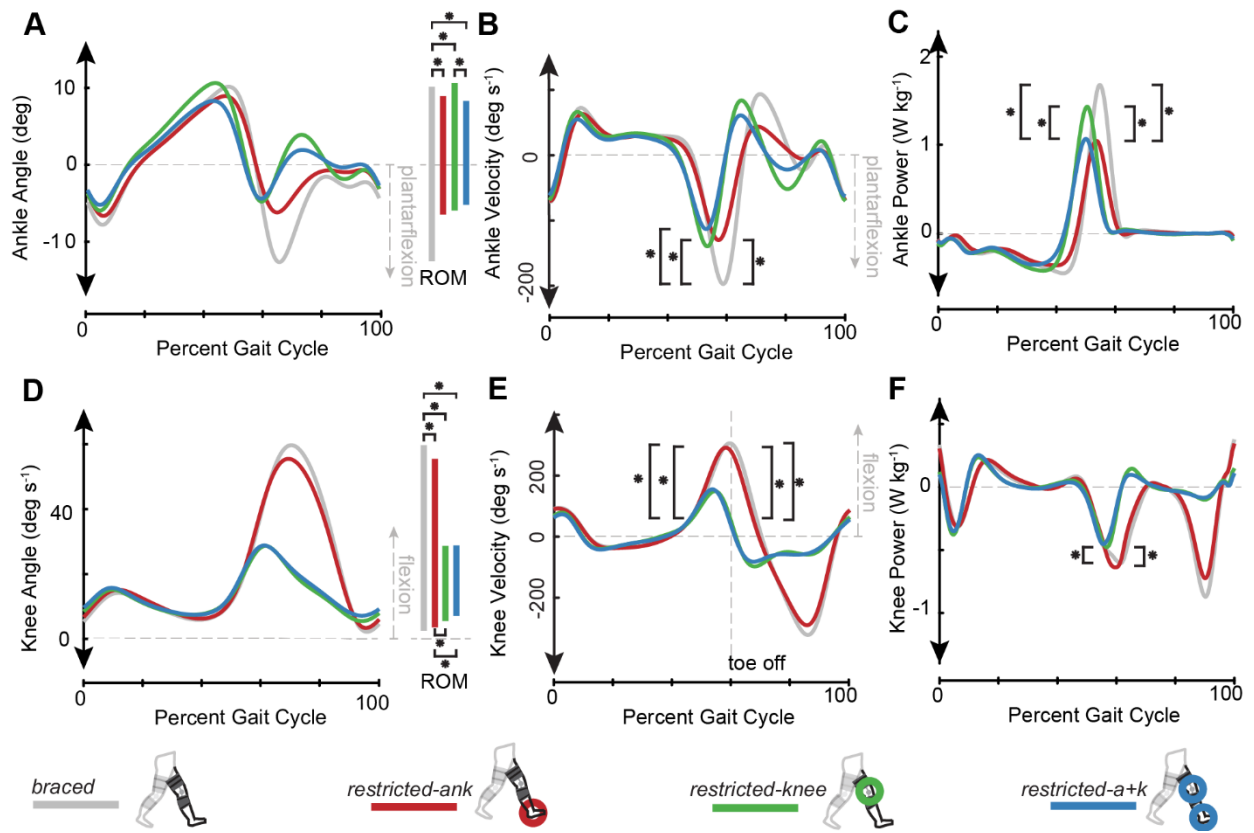 A
Ankle Angle (deg)
10
0
-10
plantarflexion
ROM
0
100
Percent Gait Cycle
B
Ankle Velocity (deg s⁻¹)
0
-200
plantarflexion
0
100
Percent Gait Cycle
C
Ankle Power (W kg⁻¹)
2
1
0
0
100
Percent Gait Cycle
D
Knee Angle (deg s⁻¹)
40
0
flexion
ROM
0
100
Percent Gait Cycle
E
Knee Velocity (deg s⁻¹)
200
0
-200
flexion
toe off
0
100
Percent Gait Cycle
F
Knee Power (W kg⁻¹)
0
-1
0
100
Percent Gait Cycle
braced
restricted-ank
restricted-knee
restricted-a+k